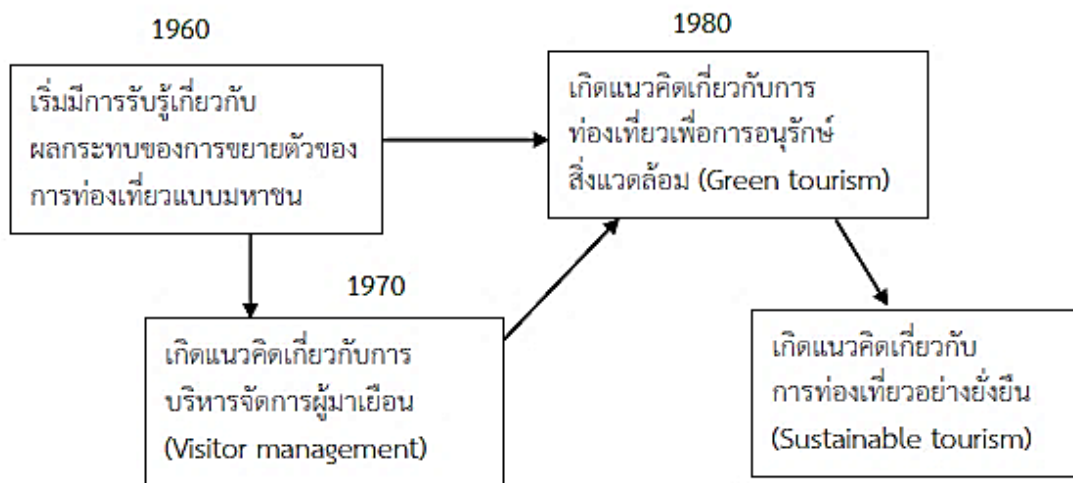 1960
เริ่มมีการรับรู้เกี่ยวกับ
ผลกระทบของการขยายตัวของ
การท่องเที่ยวแบบมหาชน
1970
เกิดแนวคิดเกี่ยวกับการ
บริหารจัดการผู้มาเยือน
(Visitor management)
1980
เกิดแนวคิดเกี่ยวกับการ
ท่องเที่ยวเพื่อการอนุรักษ์
สิ่งแวดล้อม (Green tourism)
เกิดแนวคิดเกี่ยวกับ
การท่องเที่ยวอย่างยั่งยืน
(Sustainable tourism)